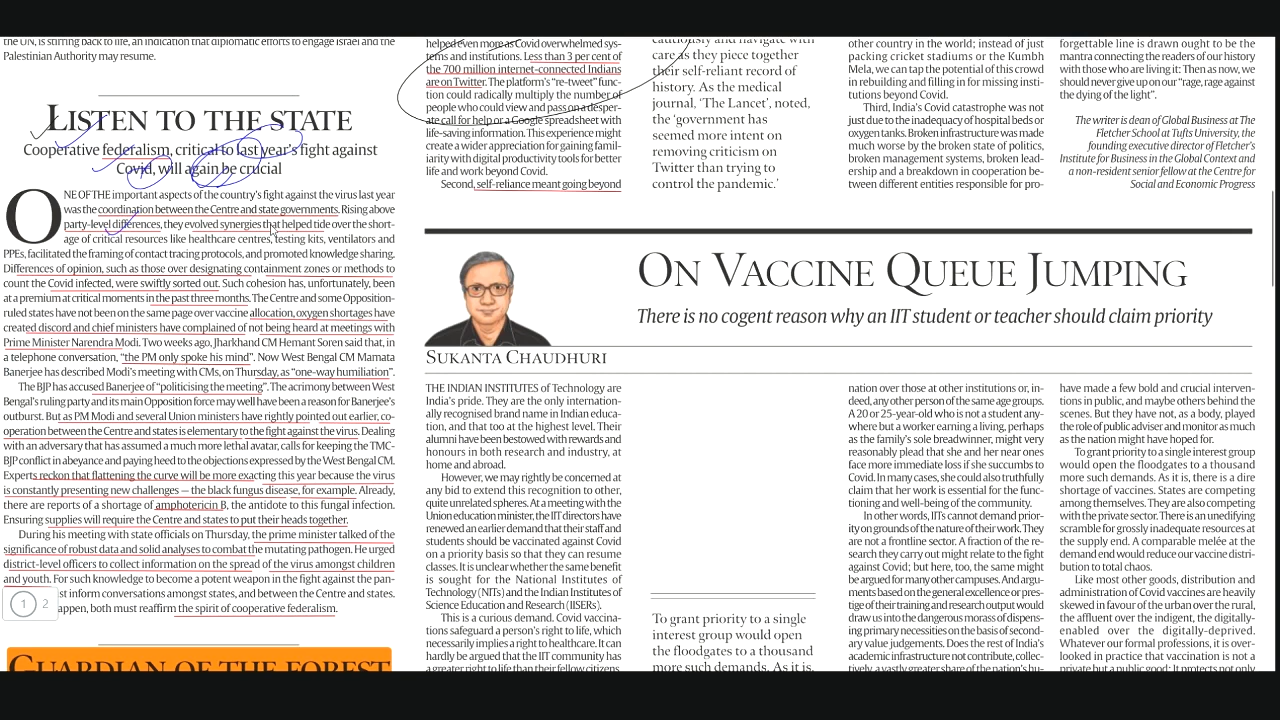 the UN, is stirring back to life, an indication that diplomatic efforts to engage Israel and the
Palestinian Authority may resume.
LISTEN TO THE STATE
Cooperative federalism, critical to last year's fight against
Covid, will again be crucial
ONE OF THE important aspects of the country's fight against the virus last year
was the coordination between the Centre and state governments. Rising above
party-level differences, they evolved synergies that helped tide over the short-
age of critical resources like healthcare centres, testing kits, ventilators and
PPEs, facilitated the framing of contact tracing protocols, and promoted knowledge sharing.
Differences of opinion, such as those over designating containment zones or methods to
count the Covid infected, were swiftly sorted out. Such cohesion has, unfortunately, been
at a premium at critical moments in the past three months. The Centre and some Opposition-
ruled states have not been on the same page over vaccine allocation, oxygen shortages have
created discord and chief ministers have complained of not being heard at meetings with
Prime Minister Narendra Modi. Two weeks ago, Jharkhand CM Hemant Soren said that, in
a telephone conversation, "the PM only spoke his mind". Now West Bengal CM Mamata
Banerjee has described Modi's meeting with CMs, on Thursday, as "one-way humiliation".
The BJP has accused Banerjee of "politicising the meeting". The acrimony between West
Bengal's ruling party and its main Opposition force may well have been a reason for Banerjee's
outburst. But as PM Modi and several Union ministers have rightly pointed out earlier, co-
operation between the Centre and states is elementary to the fight against the virus. Dealing
with an adversary that has assumed a much more lethal avatar, calls for keeping the TMC-
BJP conflict in abeyance and paying heed to the objections expressed by the West Bengal CM.
Experts reckon that flattening the curve will be more exacting this year because the virus
is constantly presenting new challenges — the black fungus disease, for example. Already,
there are reports of a shortage of amphotericin B, the antidote to this fungal infection.
Ensuring supplies will require the Centre and states to put their heads together.
During his meeting with state officials on Thursday, the prime minister talked of the
significance of robust data and solid analyses to combat the mutating pathogen. He urged
district-level officers to collect information on the spread of the virus amongst children
and youth. For such knowledge to become a potent weapon in the fight against the pan-
st inform conversations amongst states, and between the Centre and states.
appen, both must reaffirm the spirit of cooperative federalism.
1 2
GUARDIAN OF THE FOREST
helped even more as Covid overwhelmed sys-
tems and institutions. Less than 3 per cent of
the 700 million internet-connected Indians
are on Twitter. The platform's "re-tweet" func-
tion could radically multiply the number of
people who could view and pass on a desper-
ate call for help or a Google spreadsheet with
life-saving information. This experience might
create a wider appreciation for gaining famil-
iarity with digital productivity tools for better
life and work beyond Covid.
Second, self-reliance meant going beyond
cautiously and navigate with
care as they piece together
their self-reliant record of
history. As the medical
journal, 'The Lancet', noted,
the 'government has
seemed more intent on
removing criticism on
Twitter than trying to
control the pandemic.'
other country in the world; instead of just
packing cricket stadiums or the Kumbh
Mela, we can tap the potential of this crowd
in rebuilding and filling in for missing insti-
tutions beyond Covid.
Third, India's Covid catastrophe was not
just due to the inadequacy of hospital beds or
oxygen tanks. Broken infrastructure was made
much worse by the broken state of politics,
broken management systems, broken lead-
ership and a breakdown in cooperation be-
tween different entities responsible for pro-
forgettable line is drawn ought to be the
mantra connecting the readers of our history
with those who are living it: Then as now, we
should never give up our "rage, rage against
the dying of the light".
The writer is dean of Global Business at The
Fletcher School at Tufts University, the
founding executive director of Fletcher's
Institute for Business in the Global Context and
a non-resident senior fellow at the Centre for
Social and Economic Progress
ON VACCINE QUEUE JUMPING
There is no cogent reason why an IIT student or teacher should claim priority
SUKANTA CHAUDHURI
THE INDIAN INSTITUTES of Technology are
India's pride. They are the only internation-
ally recognised brand name in Indian educa-
tion, and that too at the highest level. Their
alumni have been bestowed with rewards and
honours in both research and industry, at
home and abroad.
However, we may rightly be concerned at
any bid to extend this recognition to other,
quite unrelated spheres. At a meeting with the
Union education minister, the IIT directors have
renewed an earlier demand that their staff and
students should be vaccinated against Covid
on a priority basis so that they can resume
classes. It is unclear whether the same benefit
is sought for the National Institutes of
Technology (NITs) and the Indian Institutes of
Science Education and Research (IISERs).
This is a curious demand. Covid vaccina-
tions safeguard a person's right to life, which
necessarily implies a right to healthcare. It can
hardly be argued that the IIT community has
a greater right to life than their fellow citizens.
To grant priority to a single
interest group would open
the floodgates to a thousand
more such demands. As it is,
nation over those at other institutions or, in-
deed, any other person of the same age groups.
A 20 or 25-year-old who is not a student any-
where but a worker earning a living, perhaps
as the family's sole breadwinner, might very
reasonably plead that she and her near ones
face more immediate loss if she succumbs to
Covid. In many cases, she could also truthfully
claim that her work is essential for the func-
tioning and well-being of the community.
In other words, IITs cannot demand prior-
ity on grounds of the nature of their work. They
are not a frontline sector. A fraction of the re-
search they carry out might relate to the fight
against Covid; but here, too, the same might
be argued for many other campuses. And argu-
ments based on the general excellence or pres-
tige of their training and research output would
draw us into the dangerous morass of dispens-
ing primary necessities on the basis of second-
ary value judgements. Does the rest of India's
academic infrastructure not contribute, collec-
tively, a vastly greater share of the nation's hu-
have made a few bold and crucial interven-
tions in public, and maybe others behind the
scenes. But they have not, as a body, played
the role of public adviser and monitor as much
as the nation might have hoped for.
To grant priority to a single interest group
would open the floodgates to a thousand
more such demands. As it is, there is a dire
shortage of vaccines. States are competing
among themselves. They are also competing
with the private sector. There is an unedifying
scramble for grossly inadequate resources at
the supply end. A comparable melée at the
demand end would reduce our vaccine distri-
bution to total chaos.
Like most other goods, distribution and
administration of Covid vaccines are heavily
skewed in favour of the urban over the rural,
the affluent over the indigent, the digitally-
enabled over the digitally-deprived.
Whatever our formal professions, it is over-
looked in practice that vaccination is not a
private but a public good: It protects not only